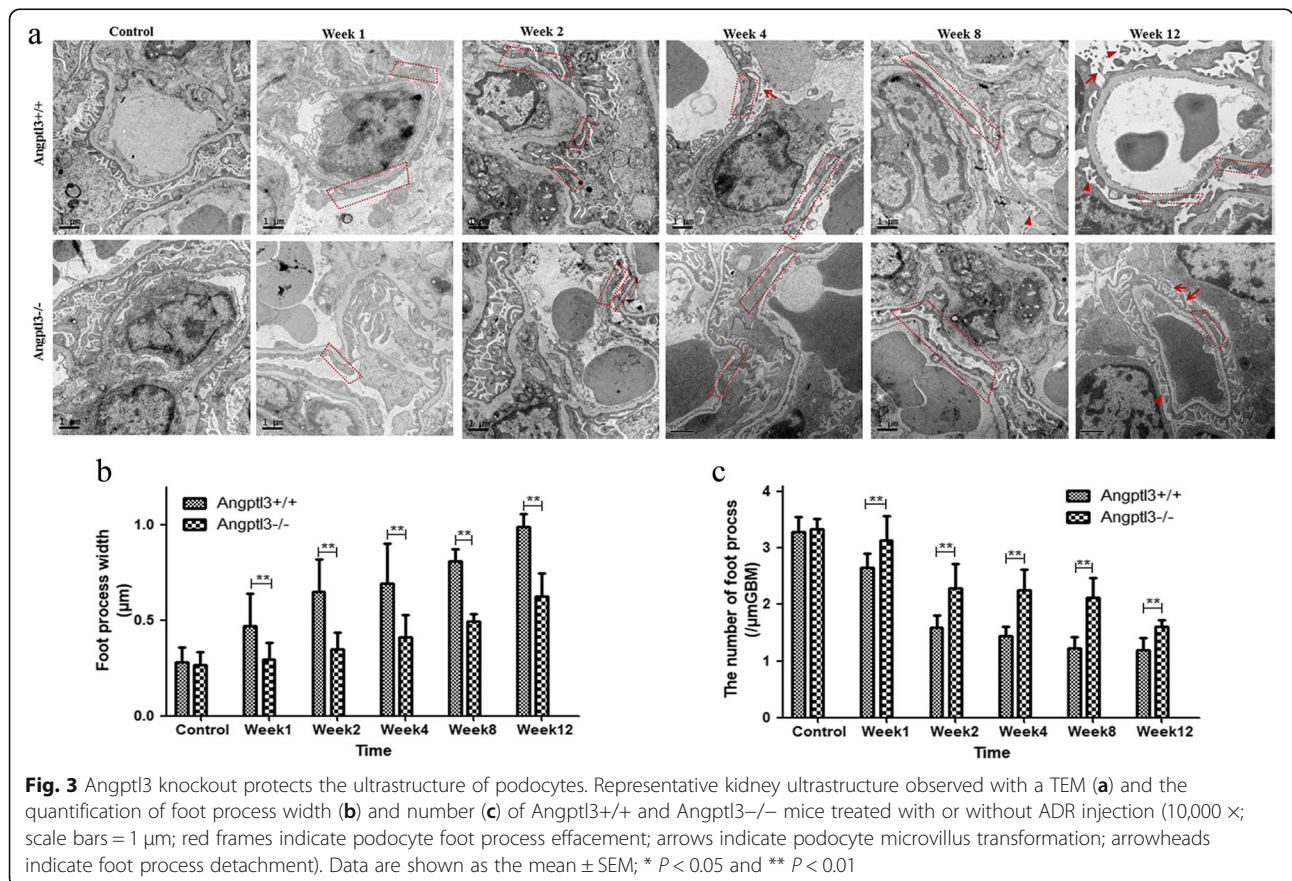 a
Control
Week 1
Week 2
Week 4
Week 8
Week 12
Angptl3+/+
1 µm
1 µm
1 µm
1 µm
1 µm
Angptl3-/-
1 µm
1 µm
1 µm
1 µm
b
Angptl3+/+
Angptl3-/-
**
**
**
**
**
1.0
0.5
0.0
Foot process width
(µm)
Control
Week1
Week2
Week4
Week8
Week12
Time
c
Angptl3+/+
Angptl3-/-
**
**
**
**
**
4
3
2
1
0
The number of foot procss
(/µmGBM)
Control
Week1
Week2
Week4
Week8
Week12
Time
Fig. 3 Angptl3 knockout protects the ultrastructure of podocytes. Representative kidney ultrastructure observed with a TEM (a) and the
quantification of foot process width (b) and number (c) of Angptl3+/+ and Angptl3−/− mice treated with or without ADR injection (10,000 ×;
scale bars = 1 µm; red frames indicate podocyte foot process effacement; arrows indicate podocyte microvillus transformation; arrowheads
indicate foot process detachment). Data are shown as the mean ± SEM; * P < 0.05 and ** P < 0.01